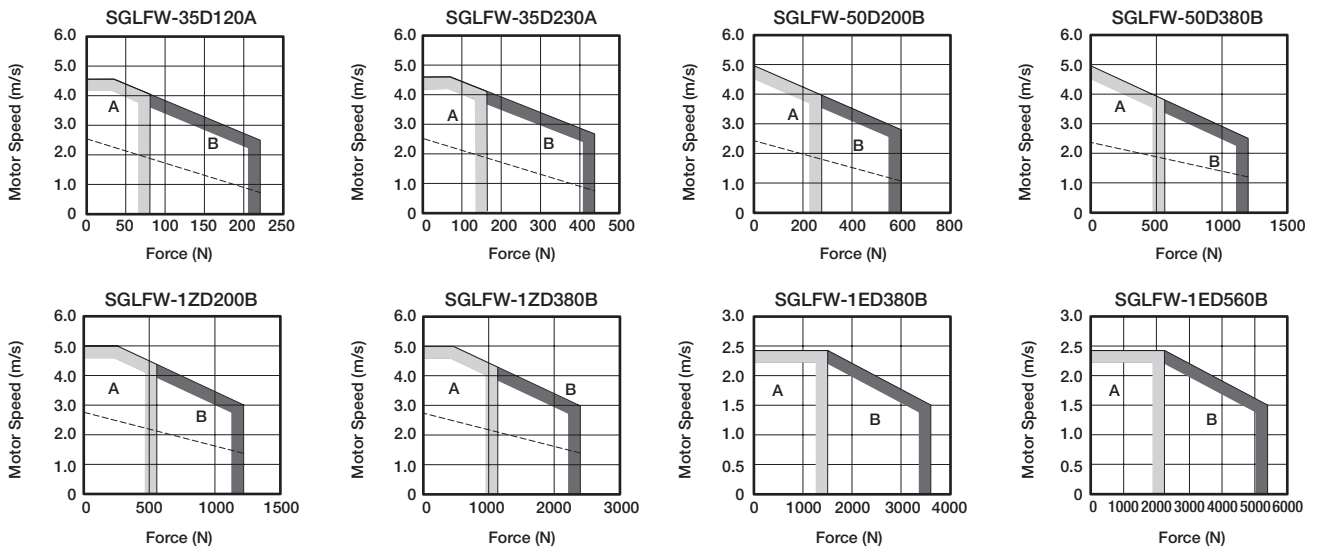 SGLFW-35D120A
Motor Speed (m/s)
6.0
5.0
4.0
3.0
2.0
1.0
0
A
B
0 50 100 150 200 250
Force (N)
SGLFW-35D230A
Motor Speed (m/s)
6.0
5.0
4.0
3.0
2.0
1.0
0
A
B
0 100 200 300 400 500
Force (N)
SGLFW-50D200B
Motor Speed (m/s)
6.0
5.0
4.0
3.0
2.0
1.0
0
A
B
0 200 400 600 800
Force (N)
SGLFW-50D380B
Motor Speed (m/s)
6.0
5.0
4.0
3.0
2.0
1.0
0
A
B
0 500 1000 1500
Force (N)
SGLFW-1ZD200B
Motor Speed (m/s)
6.0
5.0
4.0
3.0
2.0
1.0
0
A
B
0 500 1000 1500
Force (N)
SGLFW-1ZD380B
Motor Speed (m/s)
6.0
5.0
4.0
3.0
2.0
1.0
0
A
B
0 1000 2000 3000
Force (N)
SGLFW-1ED380B
Motor Speed (m/s)
3.0
2.5
2.0
1.5
1.0
0.5
0
A
B
0 1000 2000 3000 4000
Force (N)
SGLFW-1ED560B
Motor Speed (m/s)
3.0
2.5
2.0
1.5
1.0
0.5
0
A
B
0 1000 2000 3000 4000 5000 6000
Force (N)